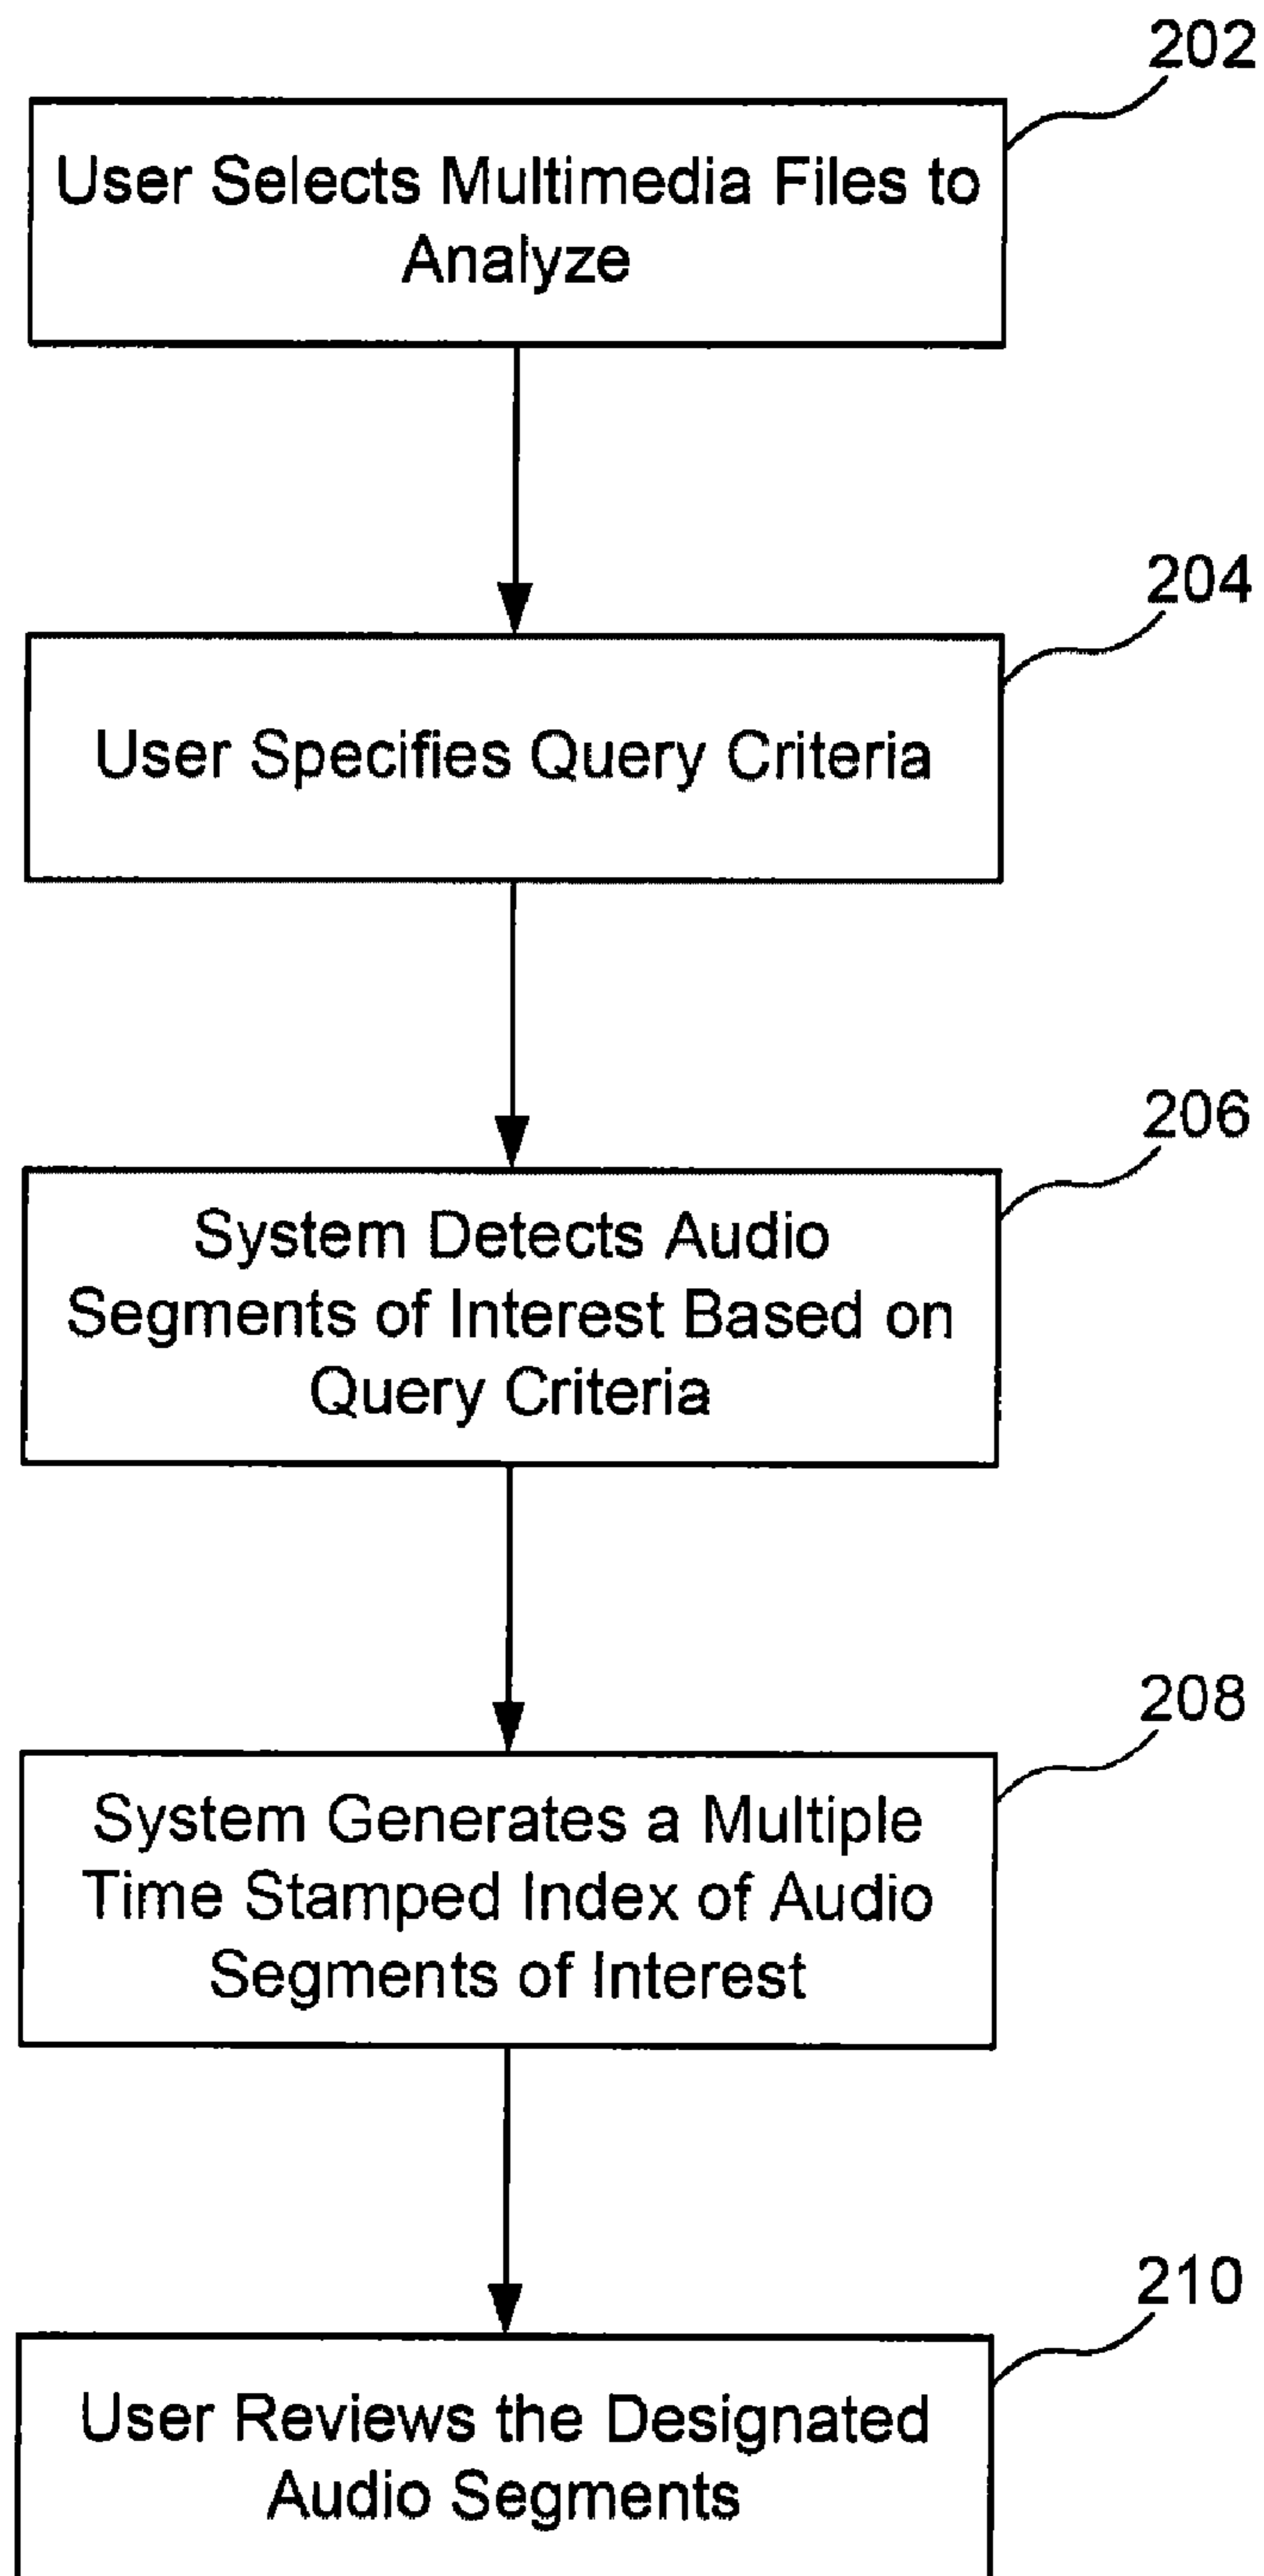 202
User Selects Multimedia Files to
Analyze
204
User Specifies Query Criteria
206
System Detects Audio
Segments of Interest Based on
Query Criteria
208
System Generates a Multiple
Time Stamped Index of Audio
Segments of Interest
210
User Reviews the Designated
Audio Segments